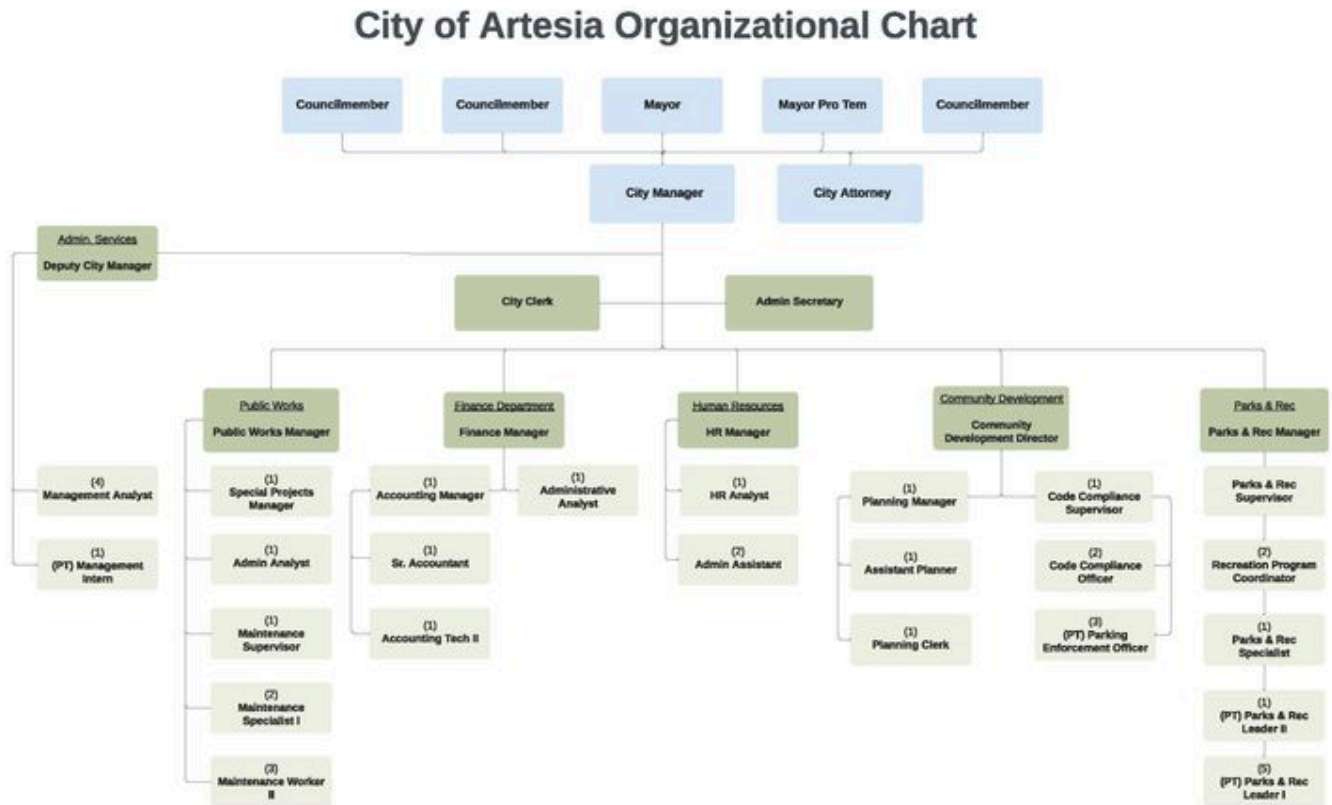 City of Artesia Organizational Chart
Councilmember
Councilmember
Mayor
Mayor Pro Tem
Councilmember
City Manager
City Attorney
Admin. Services
Deputy City Manager
City Clerk
Admin Secretary
Public Works
Public Works Manager
Finance Department
Finance Manager
Human Resources
HR Manager
Community Development
Community
Development Director
Parks & Rec
Parks & Rec Manager
(4)
Management Analyst
(1)
(PT) Management
Intern
(1)
Special Projects
Manager
(1)
Admin Analyst
(1)
Maintenance
Supervisor
(2)
Maintenance
Specialist I
(3)
Maintenance Worker
II
(1)
Accounting Manager
(1)
Sr. Accountant
(1)
Accounting Tech II
(1)
Administrative
Analyst
(1)
HR Analyst
(2)
Admin Assistant
(1)
Planning Manager
(1)
Assistant Planner
(1)
Planning Clerk
(1)
Code Compliance
Supervisor
(2)
Code Compliance
Officer
(3)
(PT) Parking
Enforcement Officer
Parks & Rec
Supervisor
(2)
Recreation Program
Coordinator
(1)
Parks & Rec
Specialist
(1)
(PT) Parks & Rec
Leader II
(5)
(PT) Parks & Rec
Leader I